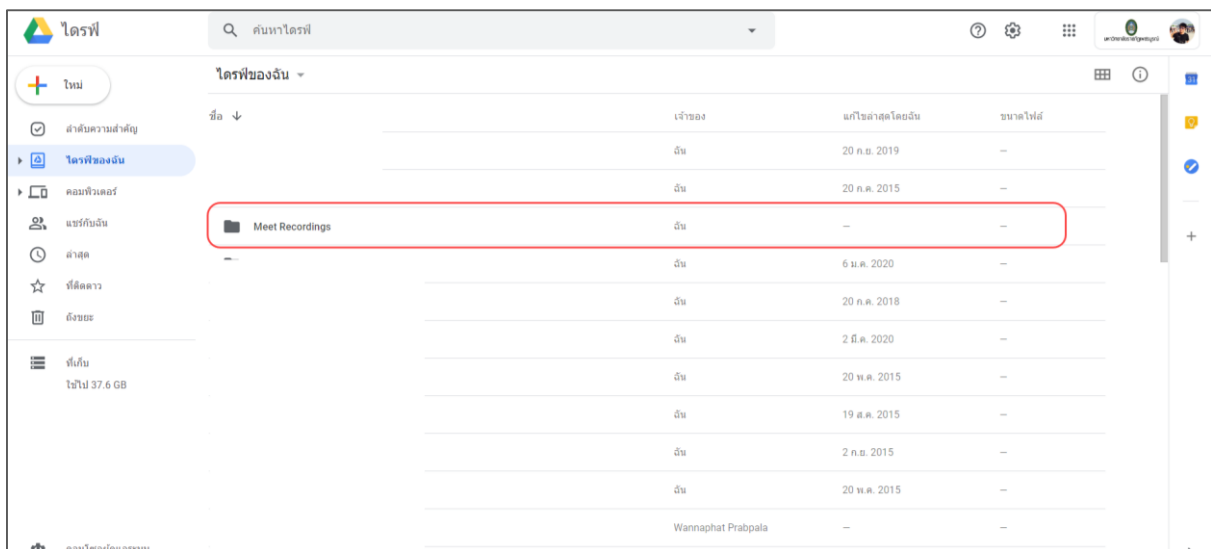 ไดรฟ์
ค้นหาไดรฟ์
ใหม่
ไดรฟ์ของฉัน
ชื่อ เจ้าของ แก้ไขล่าสุดโดยฉัน ขนาดไฟล์
ลำดับความสำคัญ
ไดรฟ์ของฉัน
คอมพิวเตอร์
แชร์กับฉัน
ล่าสุด
ที่ติดดาว
ถังขยะ
ที่เก็บ
ใช้ไป 37.6 GB
ฉัน 20 ก.ย. 2019 —
ฉัน 20 ก.ค. 2015 —
Meet Recordings ฉัน — —
ฉัน 6 ม.ค. 2020 —
ฉัน 20 ก.ค. 2018 —
ฉัน 2 มี.ค. 2020 —
ฉัน 20 พ.ค. 2015 —
ฉัน 19 ส.ค. 2015 —
ฉัน 2 ก.ย. 2015 —
ฉัน 20 พ.ค. 2015 —
Wannaphat Prabpala — —
31